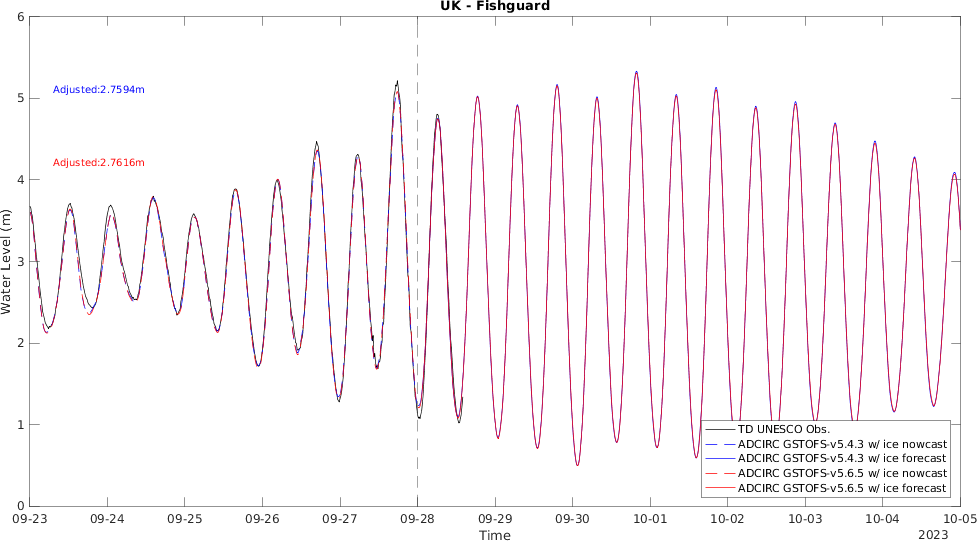 UK - Fishguard
6
5
4
3
2
1
0
Water Level (m)
Adjusted:2.7594m
Adjusted:2.7616m
TD UNESCO Obs.
ADCIRC GSTOFS-v5.4.3 w/ ice nowcast
ADCIRC GSTOFS-v5.4.3 w/ ice forecast
ADCIRC GSTOFS-v5.6.5 w/ ice nowcast
ADCIRC GSTOFS-v5.6.5 w/ ice forecast
09-23 09-24 09-25 09-26 09-27 09-28 09-29 09-30 10-01 10-02 10-03 10-04 10-05
Time
2023